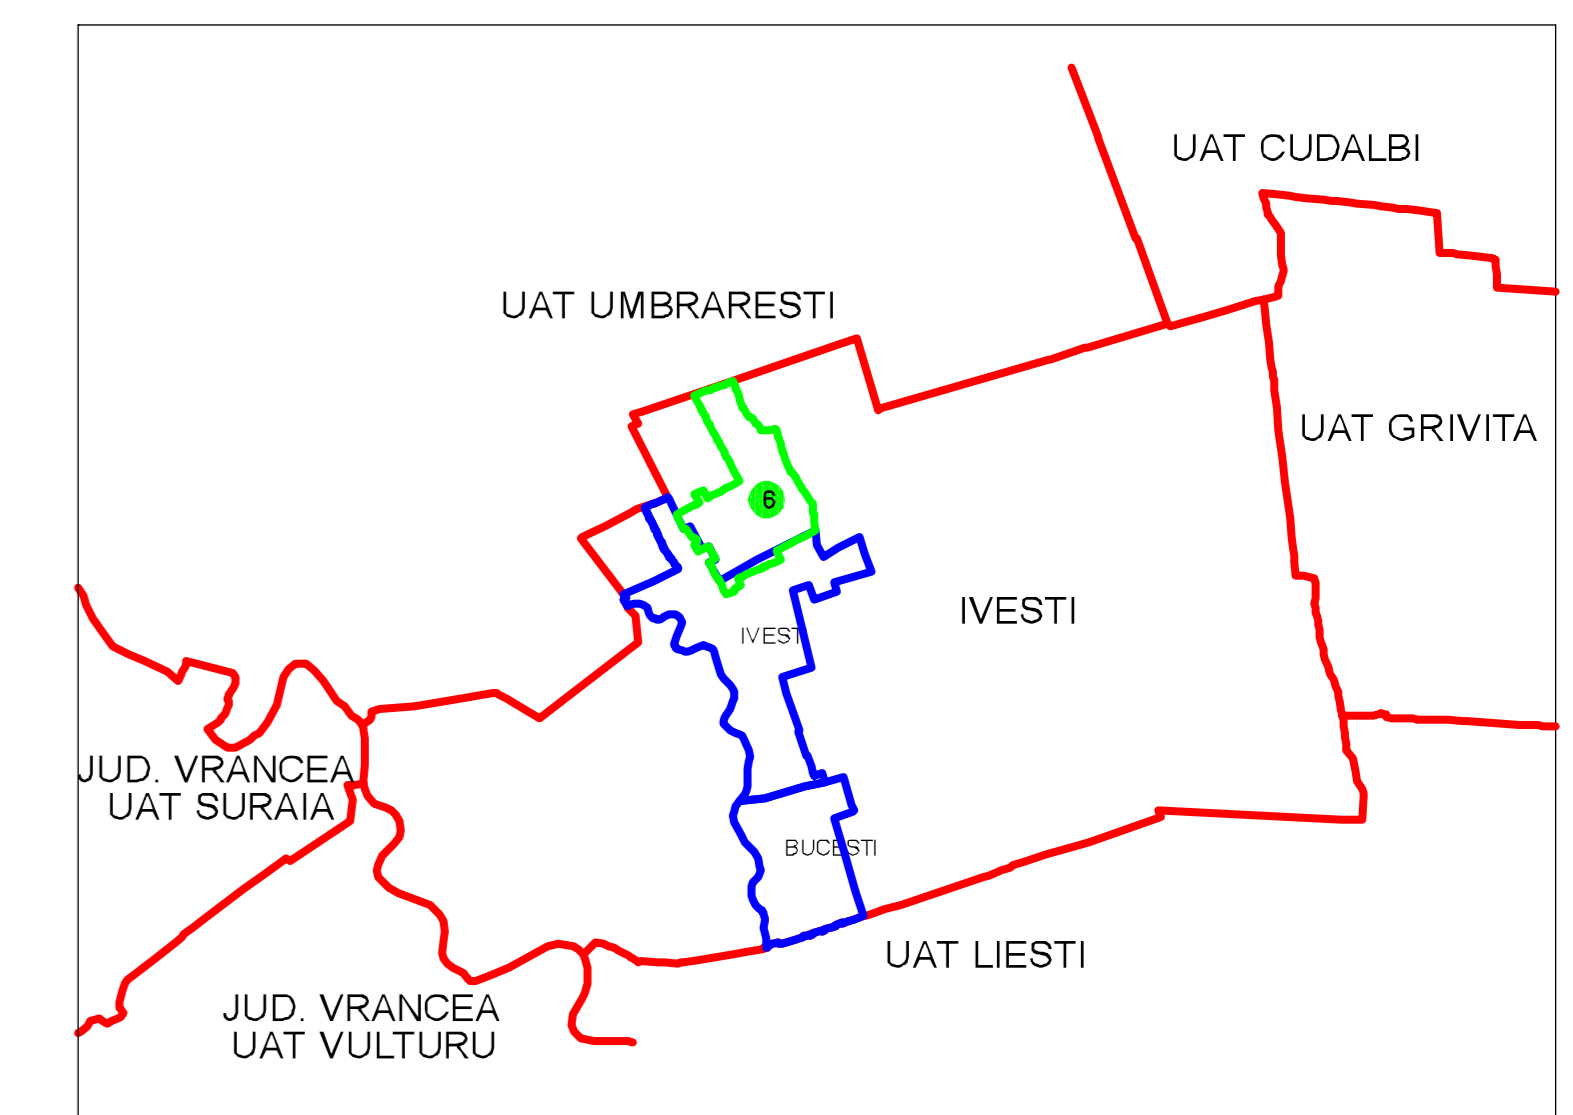 UAT CUDALBI
UAT UMBRARESTI
UAT GRIVITA
6
IVESTI
IVESTI
JUD. VRANCEA
UAT SURAIA
BUCESTI
UAT LIESTI
JUD. VRANCEA
UAT VULTURU